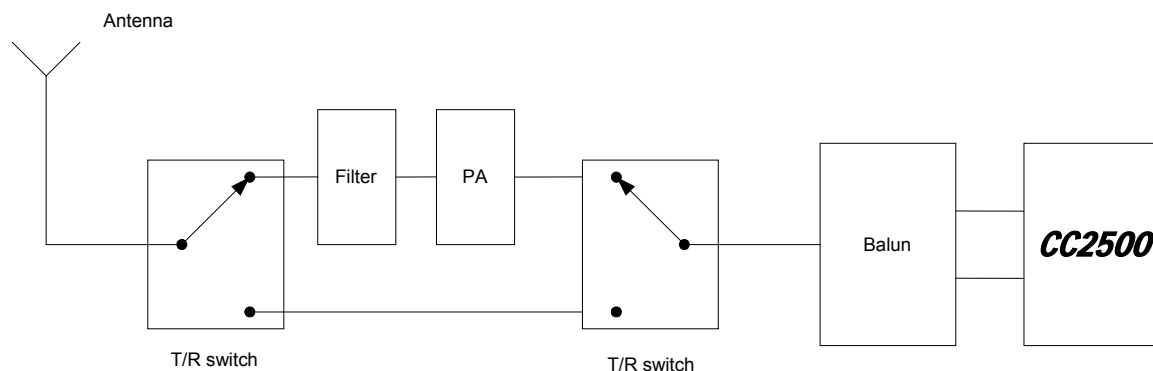 Antenna
Filter
PA
Balun
CC2500
T/R switch
T/R switch